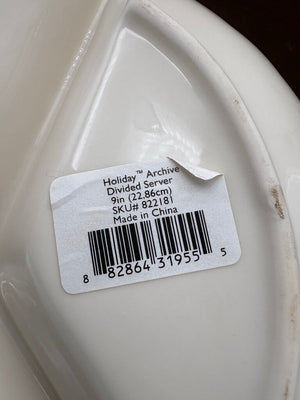 Holiday™ Archive
Divided Server
9in (22.86cm)
SKU# 822181
Made in China
8 82864 31955 5